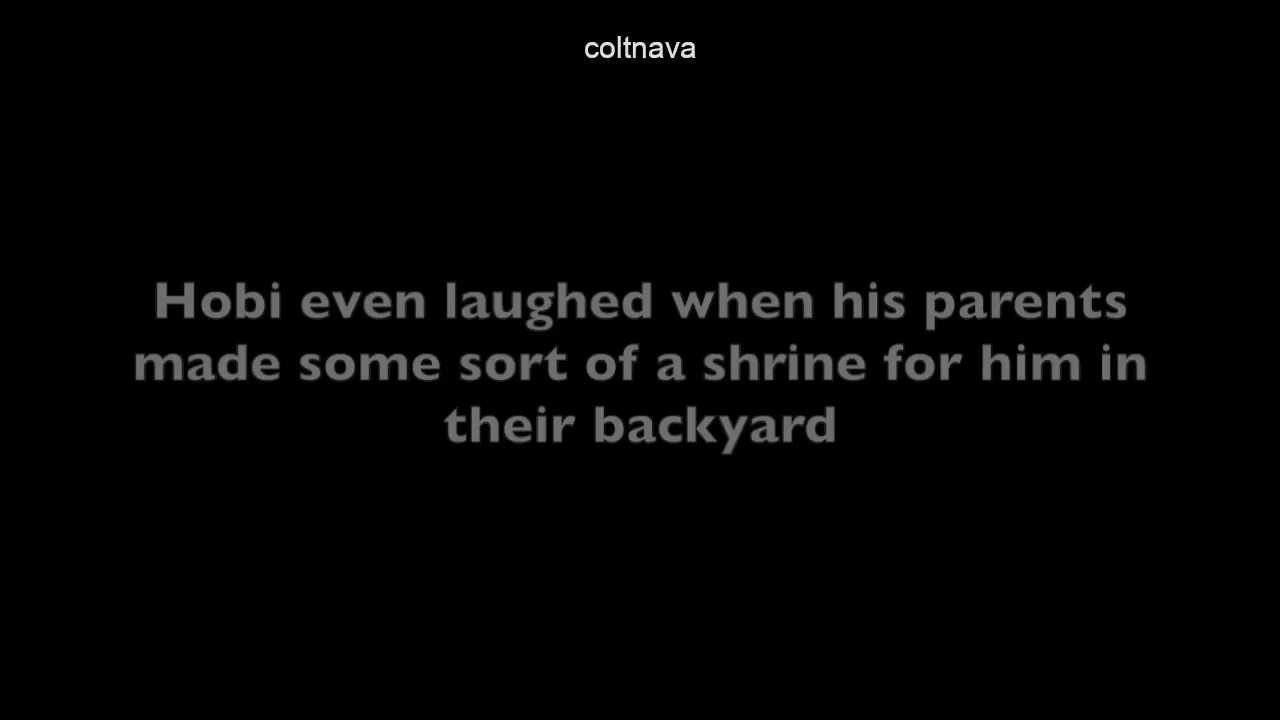 coltnava
Hobi even laughed when his parents
made some sort of a shrine for him in
their backyard